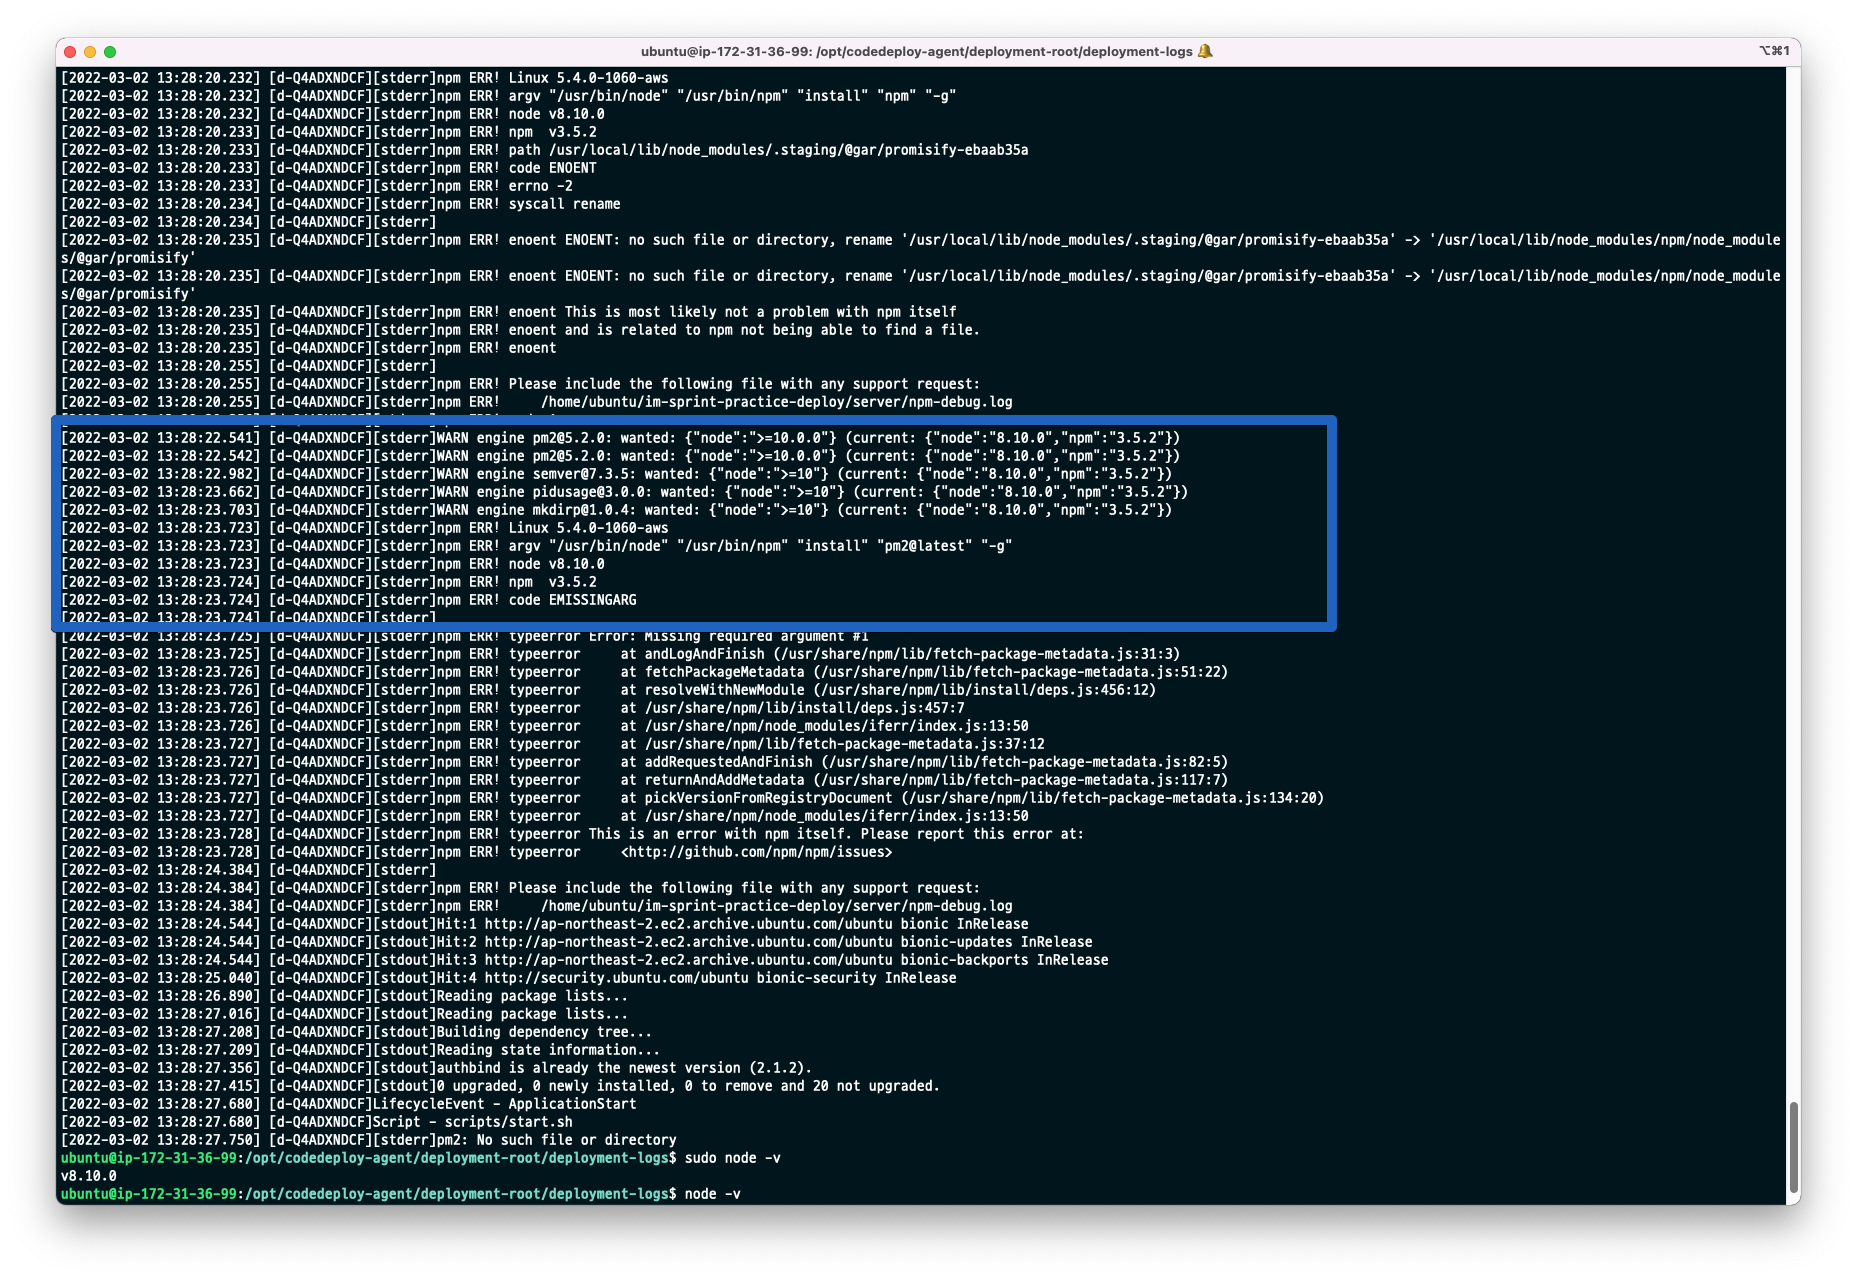 ubuntu@ip-172-31-36-99: /opt/codedeploy-agent/deployment-root/deployment-logs 🔔
⌥⌘1
[2022-03-02 13:28:20.232] [d-Q4ADXNDCF][stderr]npm ERR! Linux 5.4.0-1060-aws
[2022-03-02 13:28:20.232] [d-Q4ADXNDCF][stderr]npm ERR! argv "/usr/bin/node" "/usr/bin/npm" "install" "npm" "-g"
[2022-03-02 13:28:20.232] [d-Q4ADXNDCF][stderr]npm ERR! node v8.10.0
[2022-03-02 13:28:20.233] [d-Q4ADXNDCF][stderr]npm ERR! npm  v3.5.2
[2022-03-02 13:28:20.233] [d-Q4ADXNDCF][stderr]npm ERR! path /usr/local/lib/node_modules/.staging/@gar/promisify-ebaab35a
[2022-03-02 13:28:20.233] [d-Q4ADXNDCF][stderr]npm ERR! code ENOENT
[2022-03-02 13:28:20.233] [d-Q4ADXNDCF][stderr]npm ERR! errno -2
[2022-03-02 13:28:20.234] [d-Q4ADXNDCF][stderr]npm ERR! syscall rename
[2022-03-02 13:28:20.234] [d-Q4ADXNDCF][stderr]
[2022-03-02 13:28:20.235] [d-Q4ADXNDCF][stderr]npm ERR! enoent ENOENT: no such file or directory, rename '/usr/local/lib/node_modules/.staging/@gar/promisify-ebaab35a' -> '/usr/local/lib/node_modules/npm/node_module
s/@gar/promisify'
[2022-03-02 13:28:20.235] [d-Q4ADXNDCF][stderr]npm ERR! enoent ENOENT: no such file or directory, rename '/usr/local/lib/node_modules/.staging/@gar/promisify-ebaab35a' -> '/usr/local/lib/node_modules/npm/node_module
s/@gar/promisify'
[2022-03-02 13:28:20.235] [d-Q4ADXNDCF][stderr]npm ERR! enoent This is most likely not a problem with npm itself
[2022-03-02 13:28:20.235] [d-Q4ADXNDCF][stderr]npm ERR! enoent and is related to npm not being able to find a file.
[2022-03-02 13:28:20.235] [d-Q4ADXNDCF][stderr]npm ERR! enoent
[2022-03-02 13:28:20.255] [d-Q4ADXNDCF][stderr]
[2022-03-02 13:28:20.255] [d-Q4ADXNDCF][stderr]npm ERR! Please include the following file with any support request:
[2022-03-02 13:28:20.255] [d-Q4ADXNDCF][stderr]npm ERR!     /home/ubuntu/im-sprint-practice-deploy/server/npm-debug.log
[2022-03-02 13:28:22.541] [d-Q4ADXNDCF][stderr]WARN engine pm2@5.2.0: wanted: {"node":">=10.0.0"} (current: {"node":"8.10.0","npm":"3.5.2"})
[2022-03-02 13:28:22.542] [d-Q4ADXNDCF][stderr]WARN engine pm2@5.2.0: wanted: {"node":">=10.0.0"} (current: {"node":"8.10.0","npm":"3.5.2"})
[2022-03-02 13:28:22.982] [d-Q4ADXNDCF][stderr]WARN engine semver@7.3.5: wanted: {"node":">=10"} (current: {"node":"8.10.0","npm":"3.5.2"})
[2022-03-02 13:28:23.662] [d-Q4ADXNDCF][stderr]WARN engine pidusage@3.0.0: wanted: {"node":">=10"} (current: {"node":"8.10.0","npm":"3.5.2"})
[2022-03-02 13:28:23.703] [d-Q4ADXNDCF][stderr]WARN engine mkdirp@1.0.4: wanted: {"node":">=10"} (current: {"node":"8.10.0","npm":"3.5.2"})
[2022-03-02 13:28:23.723] [d-Q4ADXNDCF][stderr]npm ERR! Linux 5.4.0-1060-aws
[2022-03-02 13:28:23.723] [d-Q4ADXNDCF][stderr]npm ERR! argv "/usr/bin/node" "/usr/bin/npm" "install" "pm2@latest" "-g"
[2022-03-02 13:28:23.723] [d-Q4ADXNDCF][stderr]npm ERR! node v8.10.0
[2022-03-02 13:28:23.724] [d-Q4ADXNDCF][stderr]npm ERR! npm  v3.5.2
[2022-03-02 13:28:23.724] [d-Q4ADXNDCF][stderr]npm ERR! code EMISSINGARG
[2022-03-02 13:28:23.724] [d-Q4ADXNDCF][stderr]
[2022-03-02 13:28:23.725] [d-Q4ADXNDCF][stderr]npm ERR! typeerror Error: Missing required argument #1
[2022-03-02 13:28:23.725] [d-Q4ADXNDCF][stderr]npm ERR! typeerror     at andLogAndFinish (/usr/share/npm/lib/fetch-package-metadata.js:31:3)
[2022-03-02 13:28:23.726] [d-Q4ADXNDCF][stderr]npm ERR! typeerror     at fetchPackageMetadata (/usr/share/npm/lib/fetch-package-metadata.js:51:22)
[2022-03-02 13:28:23.726] [d-Q4ADXNDCF][stderr]npm ERR! typeerror     at resolveWithNewModule (/usr/share/npm/lib/install/deps.js:456:12)
[2022-03-02 13:28:23.726] [d-Q4ADXNDCF][stderr]npm ERR! typeerror     at /usr/share/npm/lib/install/deps.js:457:7
[2022-03-02 13:28:23.726] [d-Q4ADXNDCF][stderr]npm ERR! typeerror     at /usr/share/npm/node_modules/iferr/index.js:13:50
[2022-03-02 13:28:23.727] [d-Q4ADXNDCF][stderr]npm ERR! typeerror     at /usr/share/npm/lib/fetch-package-metadata.js:37:12
[2022-03-02 13:28:23.727] [d-Q4ADXNDCF][stderr]npm ERR! typeerror     at addRequestedAndFinish (/usr/share/npm/lib/fetch-package-metadata.js:82:5)
[2022-03-02 13:28:23.727] [d-Q4ADXNDCF][stderr]npm ERR! typeerror     at returnAndAddMetadata (/usr/share/npm/lib/fetch-package-metadata.js:117:7)
[2022-03-02 13:28:23.727] [d-Q4ADXNDCF][stderr]npm ERR! typeerror     at pickVersionFromRegistryDocument (/usr/share/npm/lib/fetch-package-metadata.js:134:20)
[2022-03-02 13:28:23.727] [d-Q4ADXNDCF][stderr]npm ERR! typeerror     at /usr/share/npm/node_modules/iferr/index.js:13:50
[2022-03-02 13:28:23.728] [d-Q4ADXNDCF][stderr]npm ERR! typeerror This is an error with npm itself. Please report this error at:
[2022-03-02 13:28:23.728] [d-Q4ADXNDCF][stderr]npm ERR! typeerror     <http://github.com/npm/npm/issues>
[2022-03-02 13:28:24.384] [d-Q4ADXNDCF][stderr]
[2022-03-02 13:28:24.384] [d-Q4ADXNDCF][stderr]npm ERR! Please include the following file with any support request:
[2022-03-02 13:28:24.384] [d-Q4ADXNDCF][stderr]npm ERR!     /home/ubuntu/im-sprint-practice-deploy/server/npm-debug.log
[2022-03-02 13:28:24.544] [d-Q4ADXNDCF][stdout]Hit:1 http://ap-northeast-2.ec2.archive.ubuntu.com/ubuntu bionic InRelease
[2022-03-02 13:28:24.544] [d-Q4ADXNDCF][stdout]Hit:2 http://ap-northeast-2.ec2.archive.ubuntu.com/ubuntu bionic-updates InRelease
[2022-03-02 13:28:24.544] [d-Q4ADXNDCF][stdout]Hit:3 http://ap-northeast-2.ec2.archive.ubuntu.com/ubuntu bionic-backports InRelease
[2022-03-02 13:28:25.040] [d-Q4ADXNDCF][stdout]Hit:4 http://security.ubuntu.com/ubuntu bionic-security InRelease
[2022-03-02 13:28:26.890] [d-Q4ADXNDCF][stdout]Reading package lists...
[2022-03-02 13:28:27.016] [d-Q4ADXNDCF][stdout]Reading package lists...
[2022-03-02 13:28:27.208] [d-Q4ADXNDCF][stdout]Building dependency tree...
[2022-03-02 13:28:27.209] [d-Q4ADXNDCF][stdout]Reading state information...
[2022-03-02 13:28:27.356] [d-Q4ADXNDCF][stdout]authbind is already the newest version (2.1.2).
[2022-03-02 13:28:27.415] [d-Q4ADXNDCF][stdout]0 upgraded, 0 newly installed, 0 to remove and 20 not upgraded.
[2022-03-02 13:28:27.680] [d-Q4ADXNDCF]LifecycleEvent - ApplicationStart
[2022-03-02 13:28:27.680] [d-Q4ADXNDCF]Script - scripts/start.sh
[2022-03-02 13:28:27.750] [d-Q4ADXNDCF][stderr]pm2: No such file or directory
ubuntu@ip-172-31-36-99:/opt/codedeploy-agent/deployment-root/deployment-logs$ sudo node -v
v8.10.0
ubuntu@ip-172-31-36-99:/opt/codedeploy-agent/deployment-root/deployment-logs$ node -v